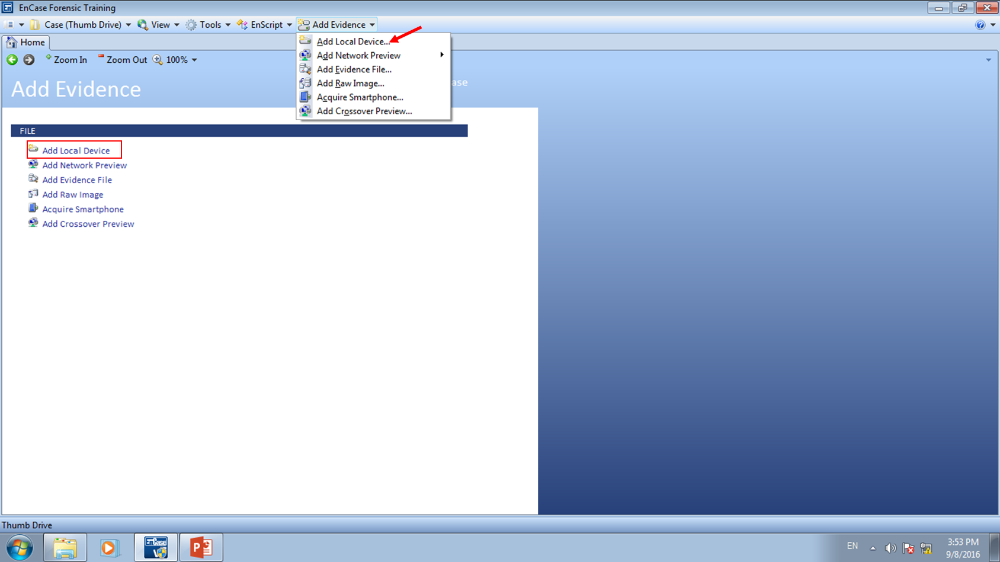 EnCase Forensic Training
Case (Thumb Drive) View Tools EnScript Add Evidence
Home
Add Local Device...
Add Network Preview
Add Evidence File...
Add Raw Image...
Acquire Smartphone...
Add Crossover Preview...
Zoom In Zoom Out 100%
Add Evidence
ase
FILE
Add Local Device
Add Network Preview
Add Evidence File
Add Raw Image
Acquire Smartphone
Add Crossover Preview
Thumb Drive
EnCase
V7
P
EN
3:53 PM
9/8/2016